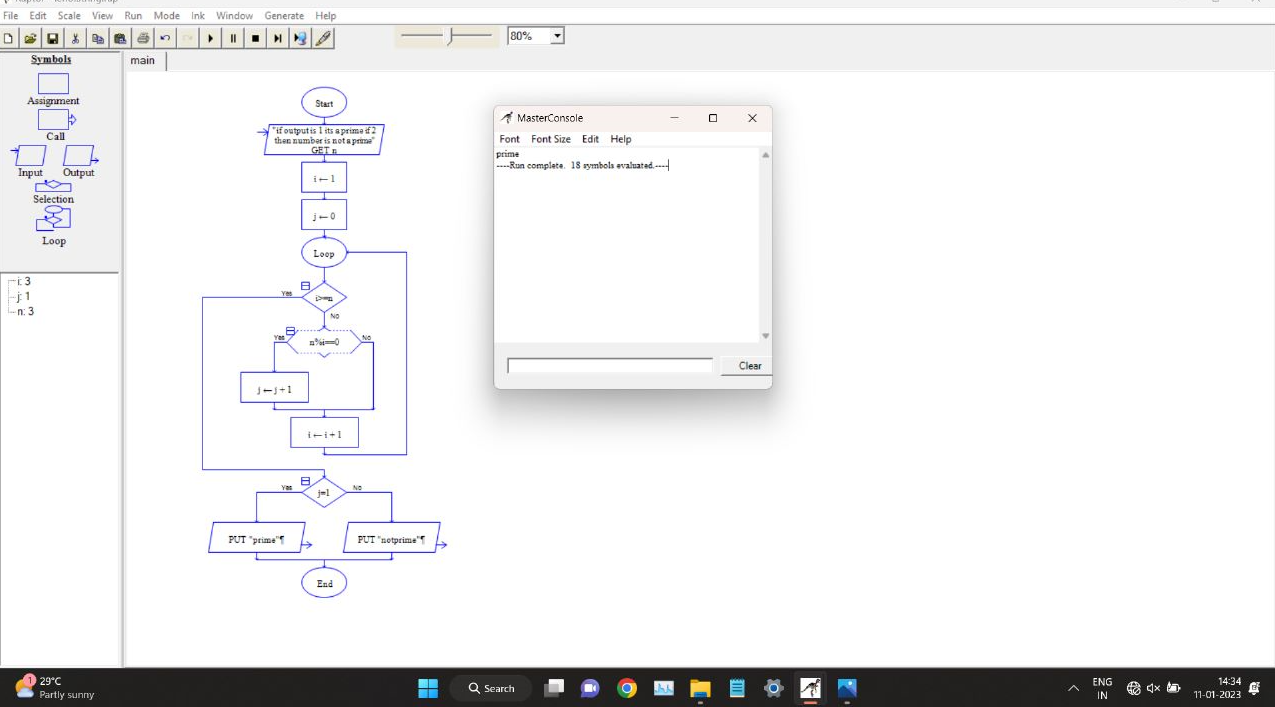 File Edit Scale View Run Mode Ink Window Generate Help
80%
Symbols
main
Assignment
Call
Input Output
Selection
Loop
i: 3
j: 1
n: 3
Start
"if output is 1 its a prime if 2
then number is not a prime"
GET n
i ← 1
j ← 0
Loop
i>=n
Yes
No
n%i==0
Yes
No
j ← j + 1
i ← i + 1
j=1
Yes
No
PUT "prime"¶
PUT "notprime"¶
End
MasterConsole
Font Font Size Edit Help
prime
----Run complete. 18 symbols evaluated.----
Clear
1
29°C
Partly sunny
Search
ENG
IN
14:34
11-01-2023